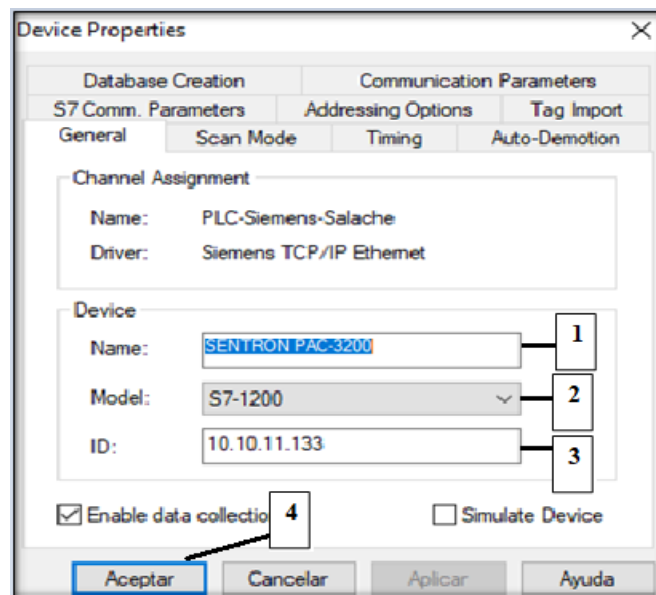 Device Properties
Database Creation Communication Parameters
S7 Comm. Parameters Addressing Options Tag Import
General Scan Mode Timing Auto-Demotion
Channel Assignment
Name: PLC-Siemens-Salache
Driver: Siemens TCP/IP Ethernet
Device
Name: SENTRON PAC-3200 1
Model: S7-1200 2
ID: 10.10.11.133 3
Enable data collectio 4 Simulate Device
Aceptar Cancelar Aplicar Ayuda